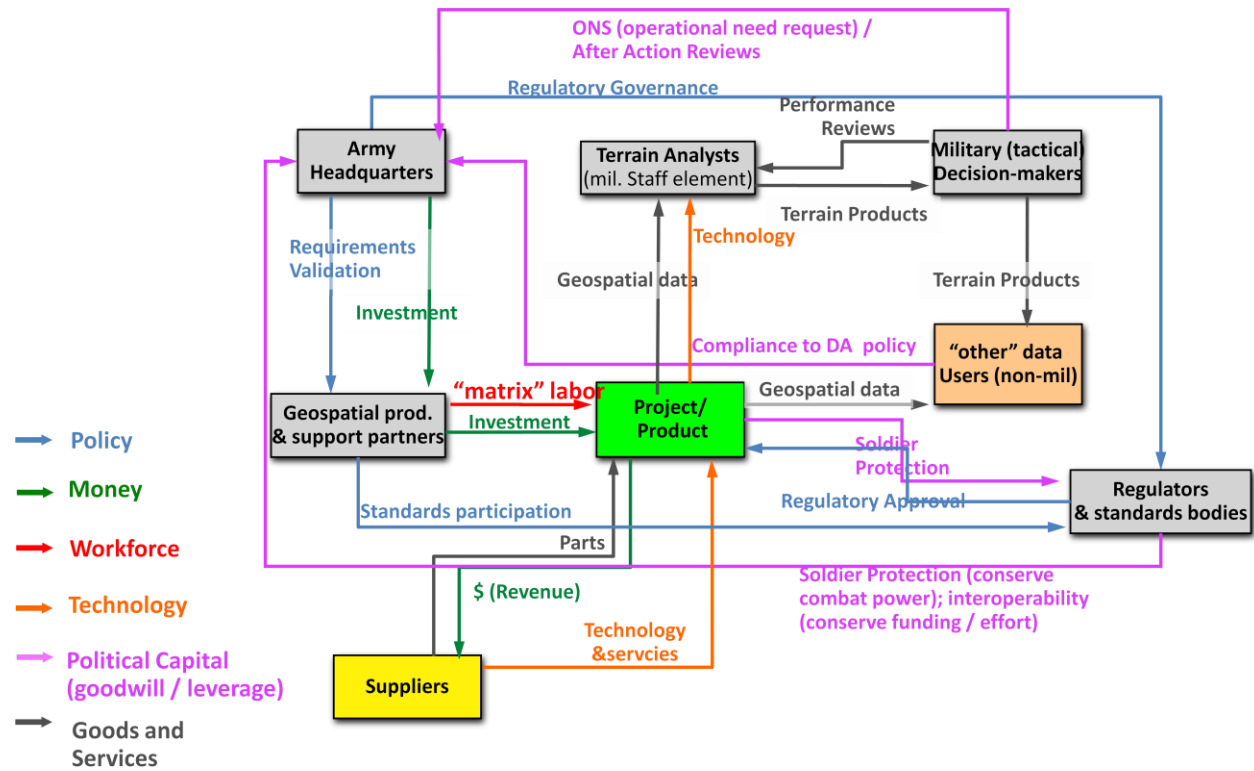 ONS (operational need request) /
After Action Reviews
Regulatory Governance
Performance
Reviews
Army
Headquarters
Terrain Analysts
(mil. Staff element)
Military (tactical)
Decision-makers
Terrain Products
Technology
Requirements
Validation
Geospatial data
Terrain Products
Investment
Compliance to DA policy
“other” data
Users (non-mil)
“matrix” labor
Geospatial data
Geospatial prod.
& support partners
Investment
Project/
Product
Soldier
Protection
Policy
Money
Workforce
Technology
Political Capital
(goodwill / leverage)
Goods and
Services
Standards participation
Regulatory Approval
Regulators
& standards bodies
Parts
$ (Revenue)
Soldier Protection (conserve
combat power); interoperability
(conserve funding / effort)
Technology
&servcies
Suppliers